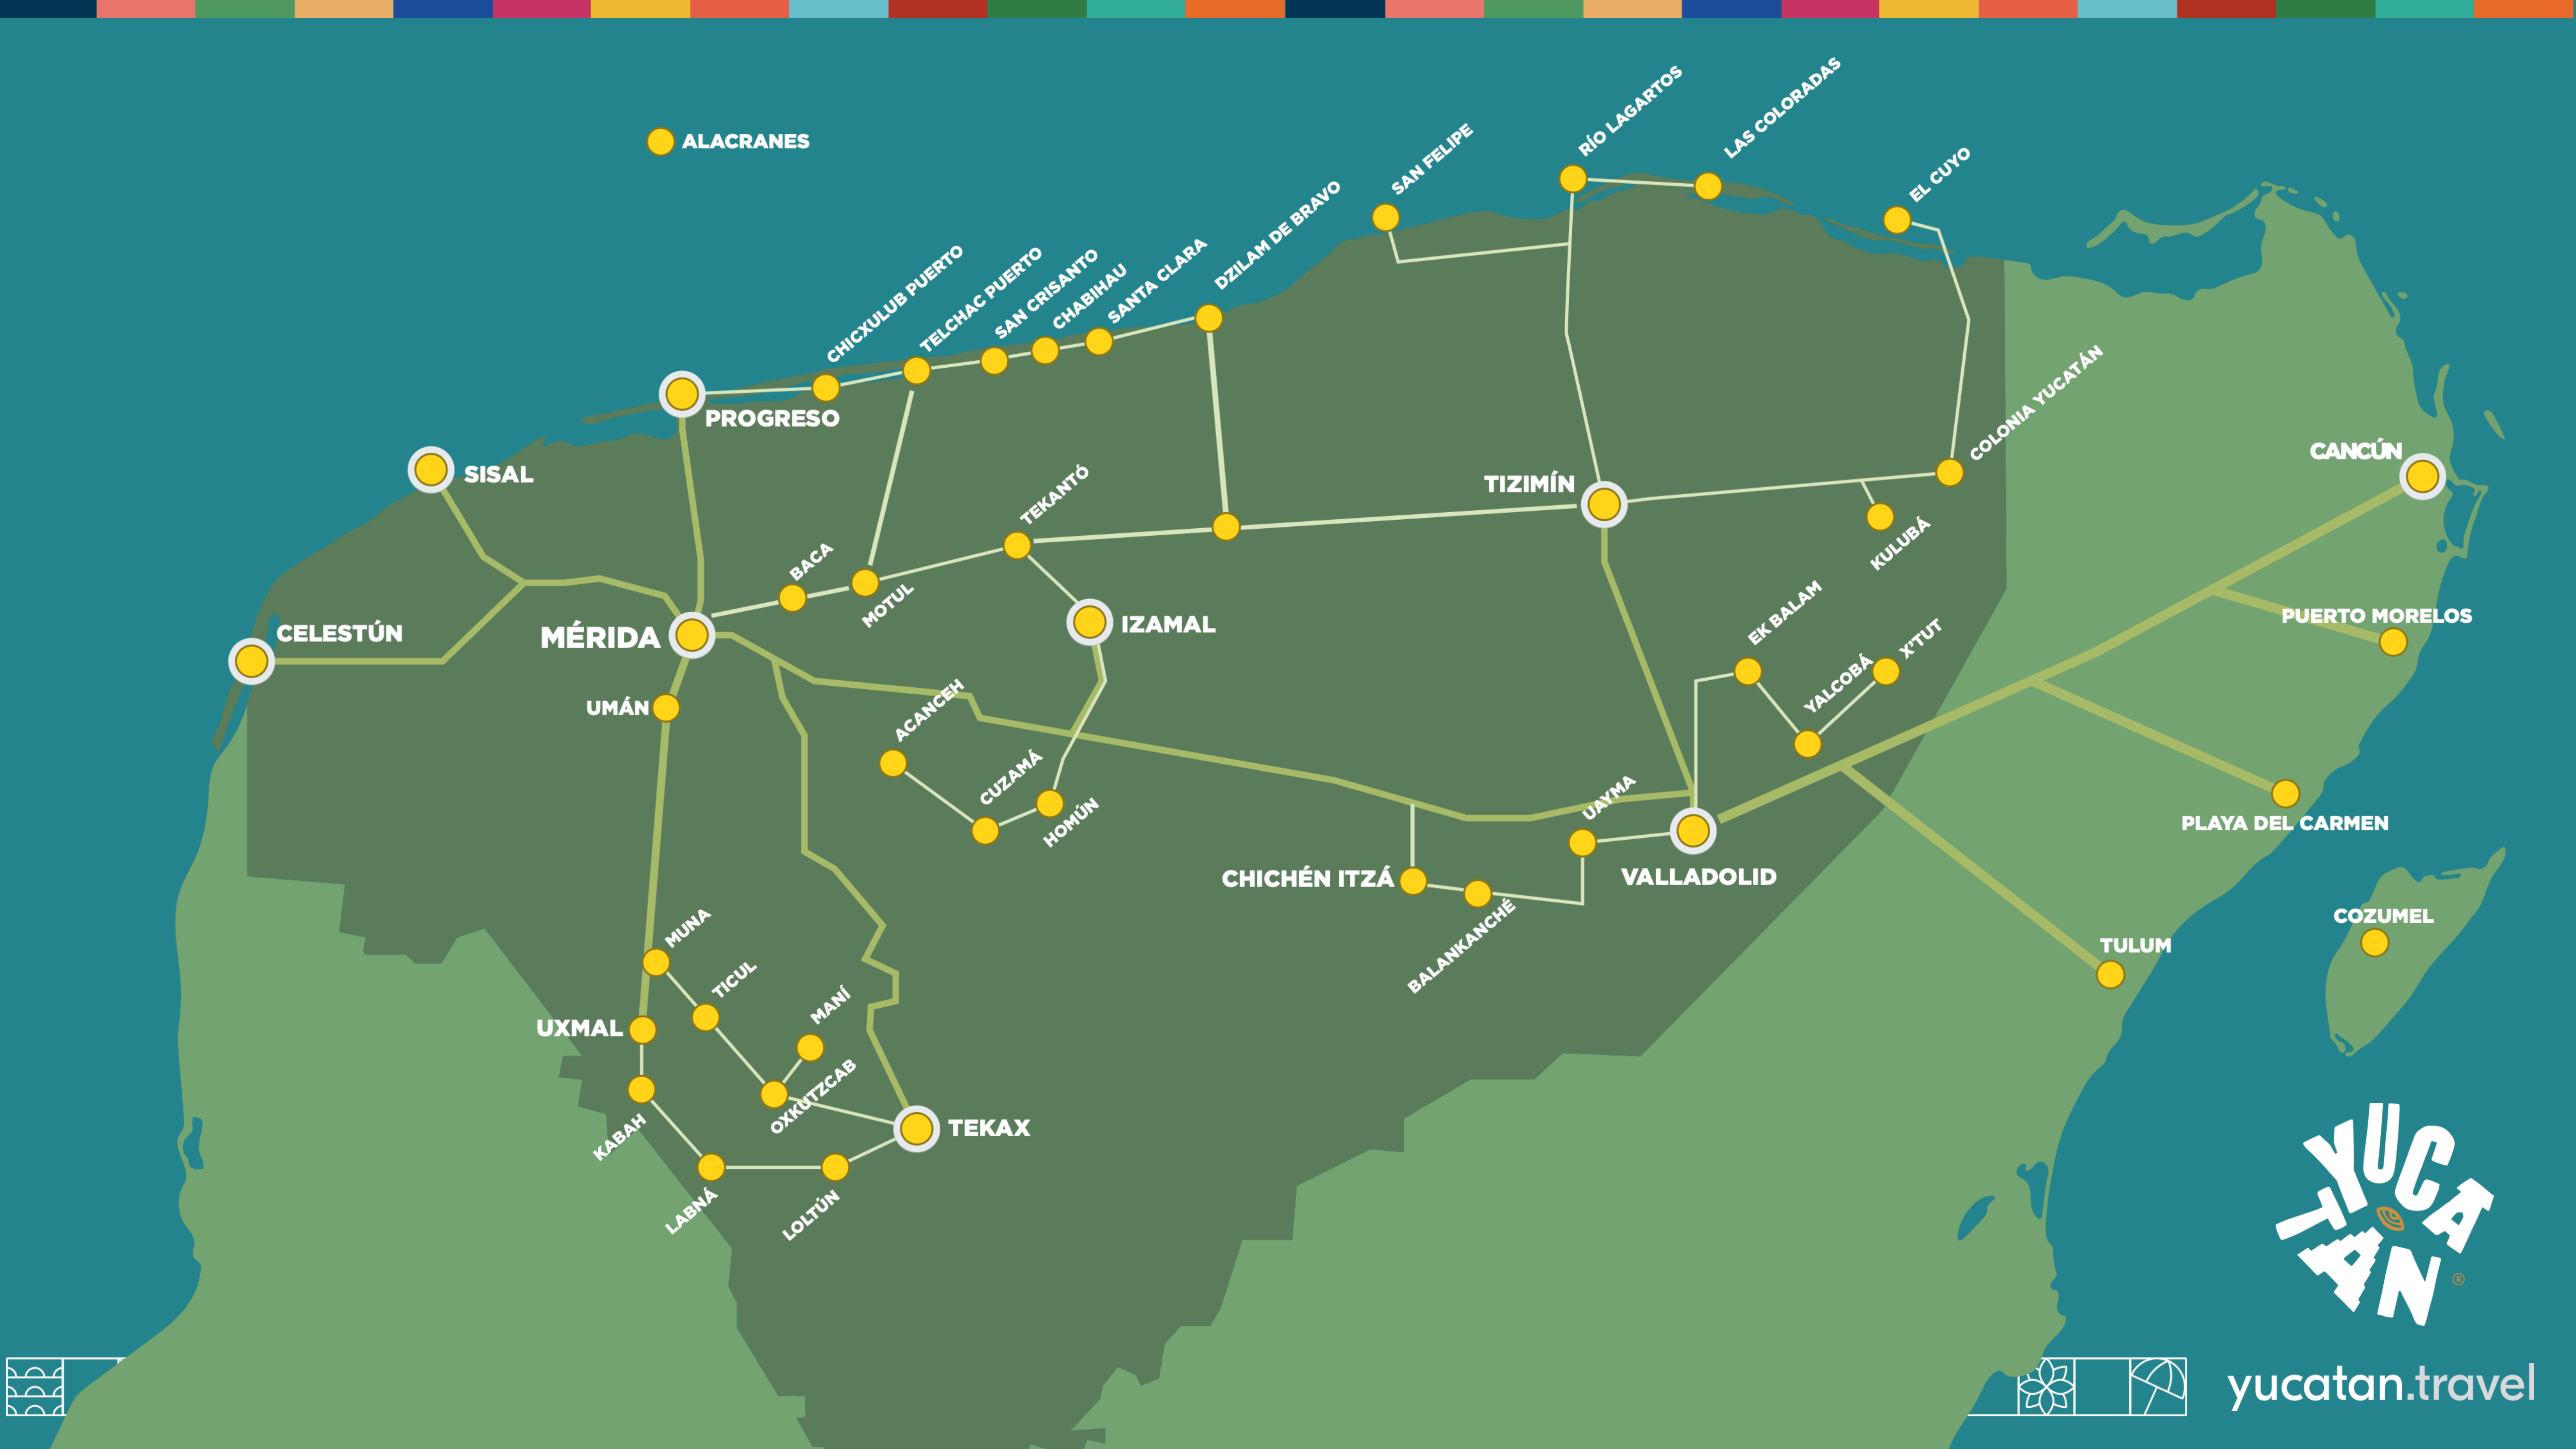 ALACRANES
RÍO LAGARTOS
LAS COLORADAS
SAN FELIPE
EL CUYO
DZILAM DE BRAVO
CHICXULUB PUERTO
TELCHAC PUERTO
SAN CRISANTO
CHABIHAU
SANTA CLARA
PROGRESO
COLONIA YUCATÁN
CANCÚN
SISAL
TIZIMÍN
TEKANTÓ
KULUBÁ
BACA
MOTUL
EK BALAM
PUERTO MORELOS
CELESTÚN
MÉRIDA
IZAMAL
X'TUT
YALCOBÁ
UMÁN
ACANCEH
CUZAMÁ
HOMÚN
UAYMA
PLAYA DEL CARMEN
CHICHÉN ITZÁ
VALLADOLID
BALANKANCHÉ
COZUMEL
TULUM
MUNA
TICUL
MANÍ
UXMAL
OXKUTZCAB
TEKAX
KABAH
LABNÁ
LOLTÚN
YUCATÁN®
yucatan.travel